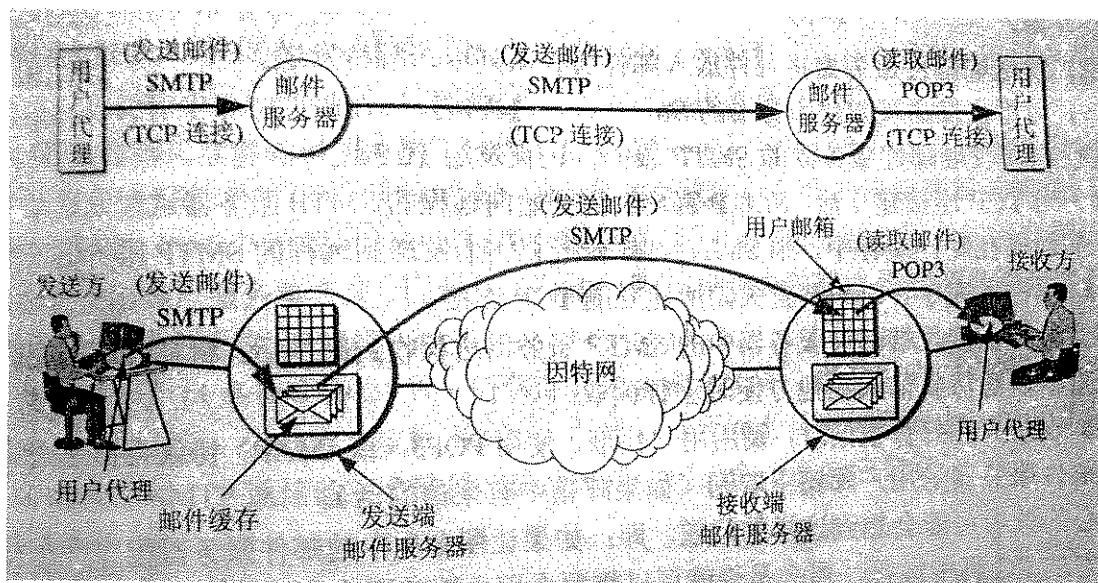 用户代理
(发送邮件)
SMTP
(TCP 连接)
邮件
服务器
(发送邮件)
SMTP
(TCP 连接)
邮件
服务器
(读取邮件)
POP3
(TCP 连接)
用户代理
发送方
(发送邮件)
SMTP
（发送邮件）
SMTP
用户邮箱
(读取邮件)
POP3
接收方
因特网
用户代理
邮件缓存
发送端
邮件服务器
接收端
邮件服务器
用户代理